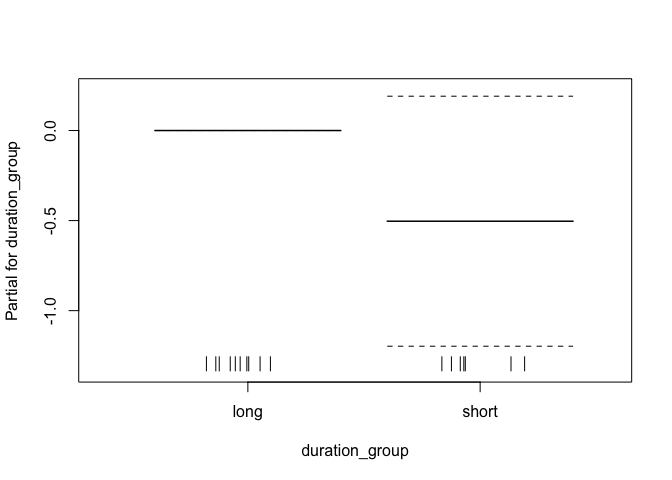 Partial for duration_group
0.0
-0.5
-1.0
long short
duration_group